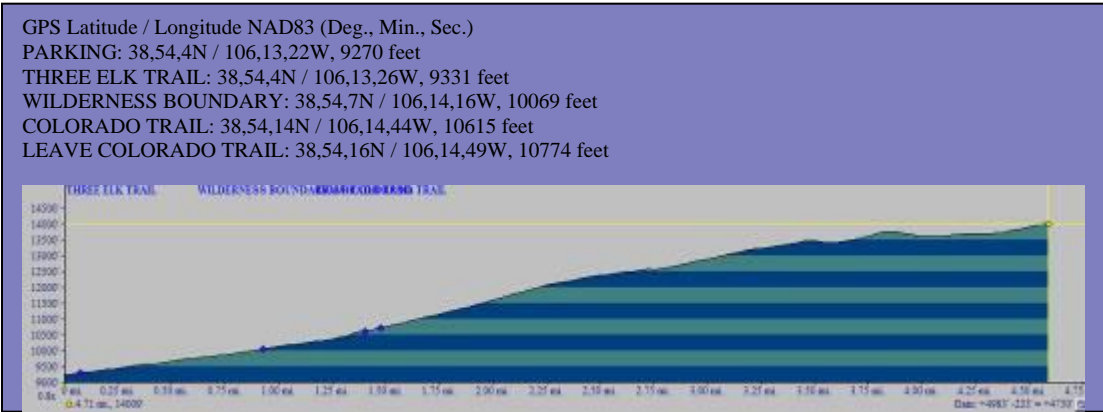 GPS Latitude / Longitude NAD83 (Deg., Min., Sec.)
PARKING: 38,54,4N / 106,13,22W, 9270 feet
THREE ELK TRAIL: 38,54,4N / 106,13,26W, 9331 feet
WILDERNESS BOUNDARY: 38,54,7N / 106,14,16W, 10069 feet
COLORADO TRAIL: 38,54,14N / 106,14,44W, 10615 feet
LEAVE COLORADO TRAIL: 38,54,16N / 106,14,49W, 10774 feet
THREE ELK TRAIL WILDERNESS TRAIL
14500'
14000'
13500'
13000'
12500'
12000'
11500'
11000'
10500'
10000'
9500'
9000'
0 mi. 0.25 mi. 0.50 mi. 0.75 mi. 1.00 mi. 1.25 mi. 1.50 mi. 1.75 mi. 2.00 mi. 2.25 mi. 2.50 mi. 2.75 mi. 3.00 mi. 3.25 mi. 3.50 mi. 3.75 mi. 4.00 mi. 4.25 mi. 4.50 mi. 4.75
4.71 mi., 14000'